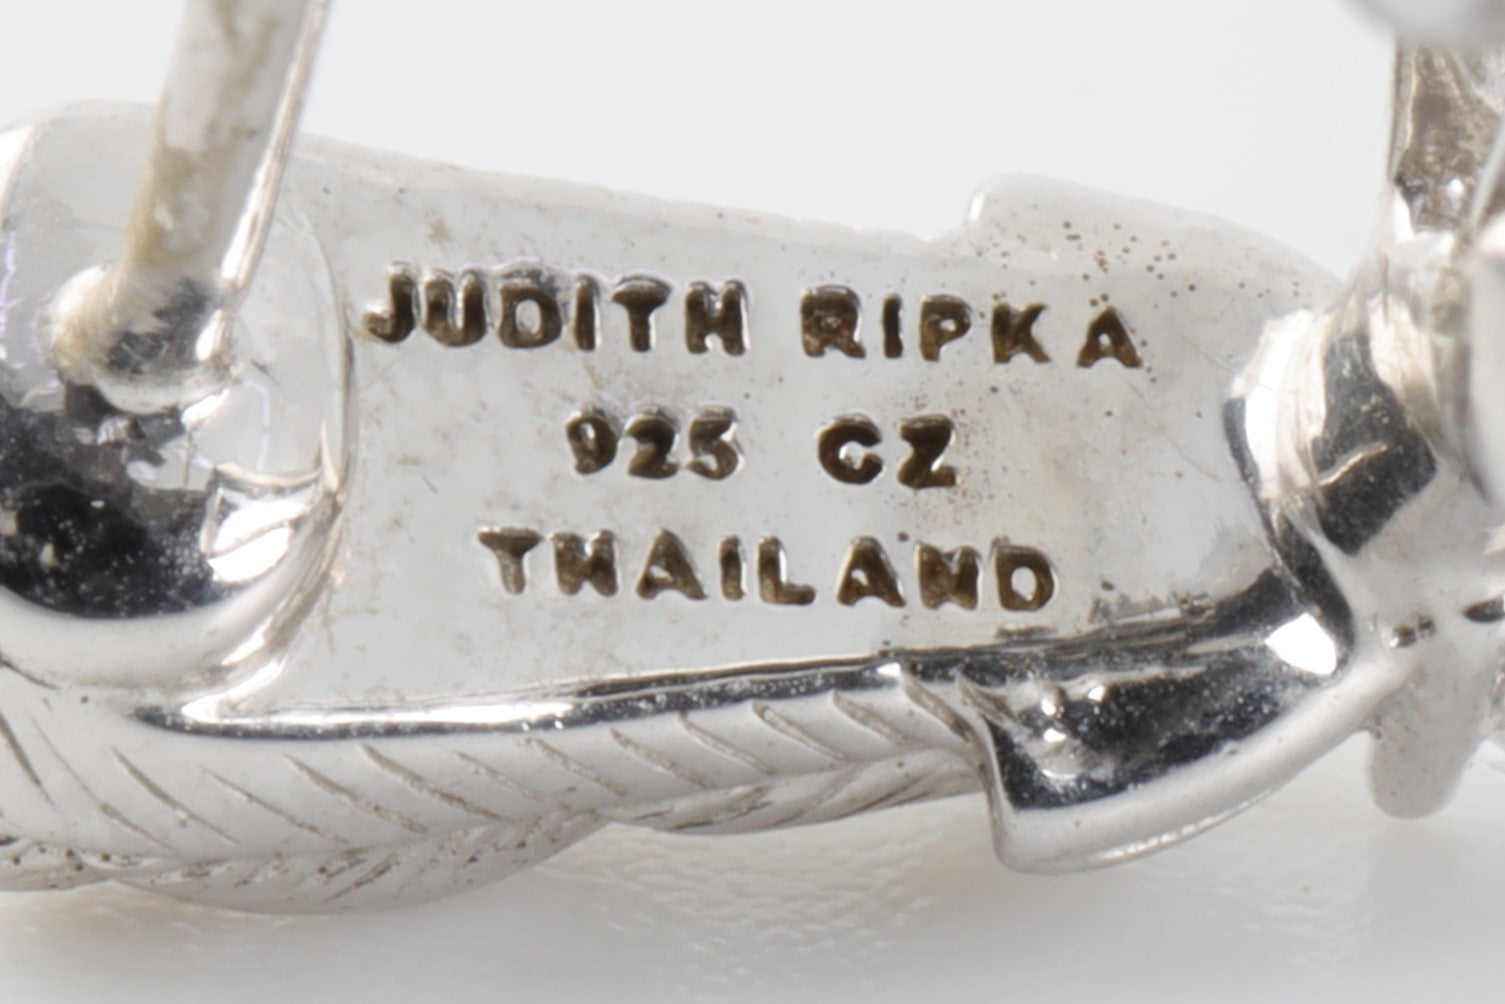 JUDITH RIPKA
925 CZ
THAILAND